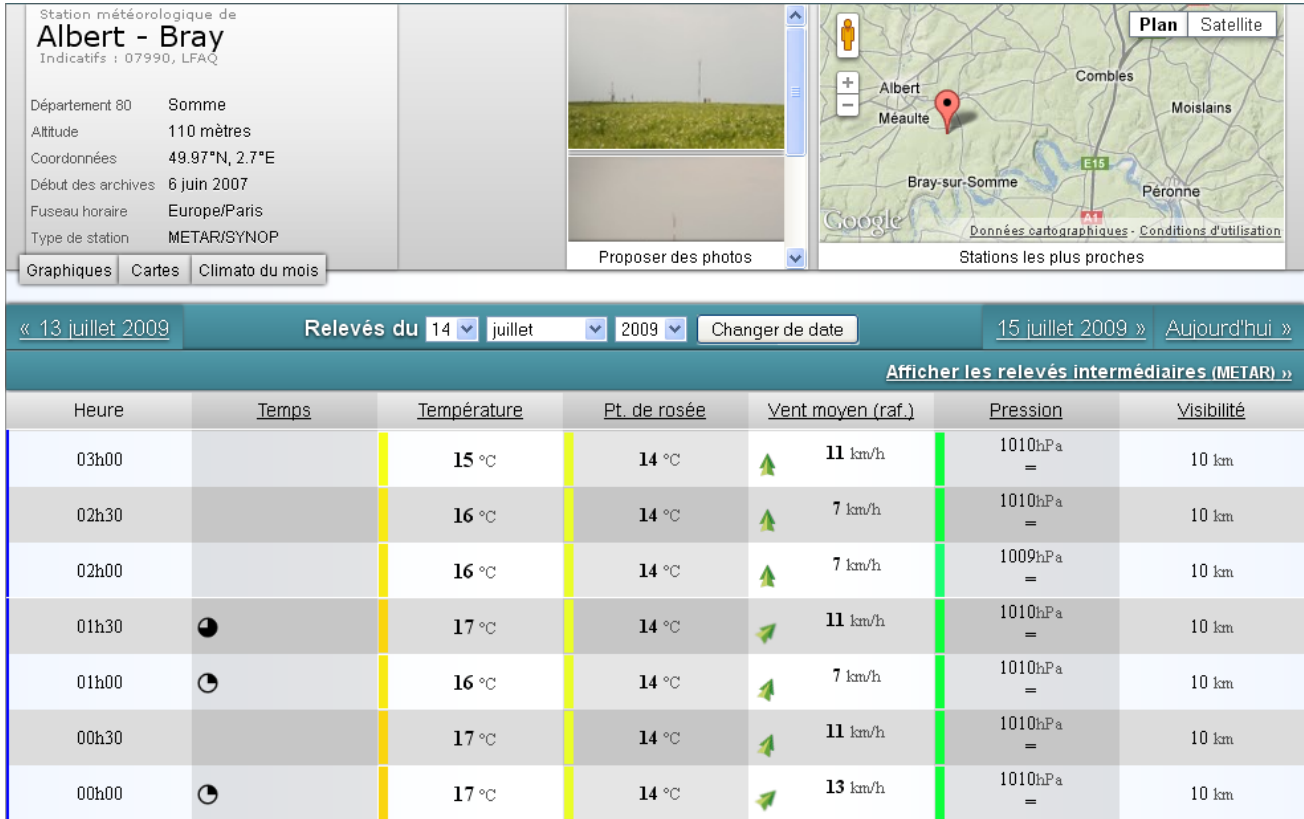 Station météorologique de
Albert - Bray
Indicatifs : 07990, LFAQ
Département 80 Somme
Altitude 110 mètres
Coordonnées 49.97°N, 2.7°E
Début des archives 6 juin 2007
Fuseau horaire Europe/Paris
Type de station METAR/SYNOP
Graphiques Cartes Climato du mois
Proposer des photos
Plan Satellite
Combles
Albert
Moislains
Méaulte
E15
Bray-sur-Somme
Péronne
A1
Google
Données cartographiques - Conditions d'utilisation
Stations les plus proches
« 13 juillet 2009 Relevés du 14 juillet 2009 Changer de date 15 juillet 2009 » Aujourd'hui »
Afficher les relevés intermédiaires (METAR) »
Heure Temps Température Pt. de rosée Vent moyen (raf.) Pression Visibilité
03h00 15 °C 14 °C 11 km/h 1010hPa = 10 km
02h30 16 °C 14 °C 7 km/h 1010hPa = 10 km
02h00 16 °C 14 °C 7 km/h 1009hPa = 10 km
01h30 17 °C 14 °C 11 km/h 1010hPa = 10 km
01h00 16 °C 14 °C 7 km/h 1010hPa = 10 km
00h30 17 °C 14 °C 11 km/h 1010hPa = 10 km
00h00 17 °C 14 °C 13 km/h 1010hPa = 10 km